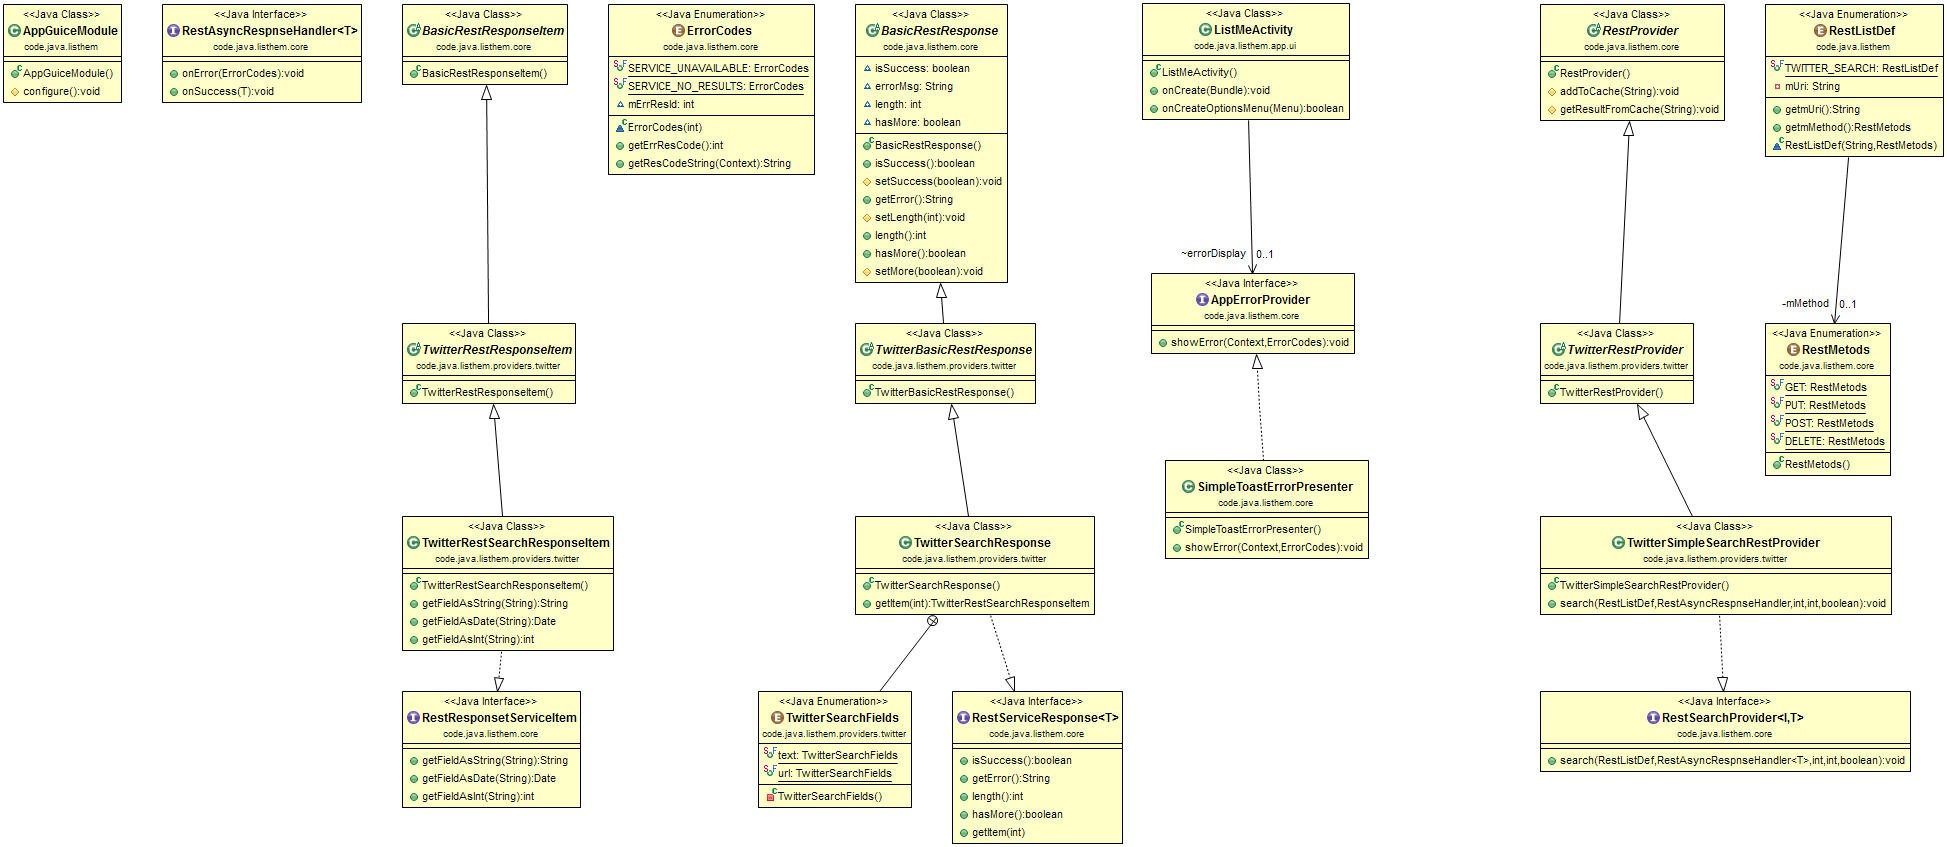 <<Java Class>>
AppGuiceModule
code.java.listhem
AppGuiceModule()
configure():void
<<Java Interface>>
RestAsyncRespnseHandler<T>
code.java.listhem.core
onError(ErrorCodes):void
onSuccess(T):void
<<Java Class>>
BasicRestResponseItem
code.java.listhem.core
BasicRestResponseItem()
<<Java Enumeration>>
ErrorCodes
code.java.listhem.core
SERVICE_UNAVAILABLE: ErrorCodes
SERVICE_NO_RESULTS: ErrorCodes
mErrResId: int
ErrorCodes(int)
getErrResCode():int
getResCodeString(Context):String
<<Java Class>>
BasicRestResponse
code.java.listhem.core
isSuccess: boolean
errorMsg: String
length: int
hasMore: boolean
BasicRestResponse()
isSuccess():boolean
setSuccess(boolean):void
getError():String
setLength(int):void
length():int
hasMore():boolean
setMore(boolean):void
<<Java Class>>
ListMeActivity
code.java.listhem.app.ui
ListMeActivity()
onCreate(Bundle):void
onCreateOptionsMenu(Menu):boolean
~errorDisplay 0..1
<<Java Interface>>
AppErrorProvider
code.java.listhem.core
showError(Context,ErrorCodes):void
<<Java Class>>
SimpleToastErrorPresenter
code.java.listhem.core
SimpleToastErrorPresenter()
showError(Context,ErrorCodes):void
<<Java Class>>
RestProvider
code.java.listhem.core
RestProvider()
addToCache(String):void
getResultFromCache(String):void
<<Java Enumeration>>
RestListDef
code.java.listhem
TWITTER_SEARCH: RestListDef
mUri: String
getmUri():String
getmMethod():RestMetods
RestListDef(String,RestMetods)
-mMethod 0..1
<<Java Enumeration>>
RestMetods
code.java.listhem.core
GET: RestMetods
PUT: RestMetods
POST: RestMetods
DELETE: RestMetods
RestMetods()
<<Java Class>>
TwitterRestResponseItem
code.java.listhem.providers.twitter
TwitterRestResponseItem()
<<Java Class>>
TwitterBasicRestResponse
code.java.listhem.providers.twitter
TwitterBasicRestResponse()
<<Java Class>>
TwitterRestProvider
code.java.listhem.providers.twitter
TwitterRestProvider()
<<Java Class>>
TwitterRestSearchResponseItem
code.java.listhem.providers.twitter
TwitterRestSearchResponseItem()
getFieldAsString(String):String
getFieldAsDate(String):Date
getFieldAsInt(String):int
<<Java Class>>
TwitterSearchResponse
code.java.listhem.providers.twitter
TwitterSearchResponse()
getItem(int):TwitterRestSearchResponseItem
<<Java Class>>
TwitterSimpleSearchRestProvider
code.java.listhem.providers.twitter
TwitterSimpleSearchRestProvider()
search(RestListDef,RestAsyncRespnseHandler,int,int,boolean):void
<<Java Interface>>
RestResponsetServiceItem
code.java.listhem.core
getFieldAsString(String):String
getFieldAsDate(String):Date
getFieldAsInt(String):int
<<Java Enumeration>>
TwitterSearchFields
code.java.listhem.providers.twitter
text: TwitterSearchFields
url: TwitterSearchFields
TwitterSearchFields()
<<Java Interface>>
RestServiceResponse<T>
code.java.listhem.core
isSuccess():boolean
getError():String
length():int
hasMore():boolean
getItem(int)
<<Java Interface>>
RestSearchProvider<I,T>
code.java.listhem.core
search(RestListDef,RestAsyncRespnseHandler<T>,int,int,boolean):void